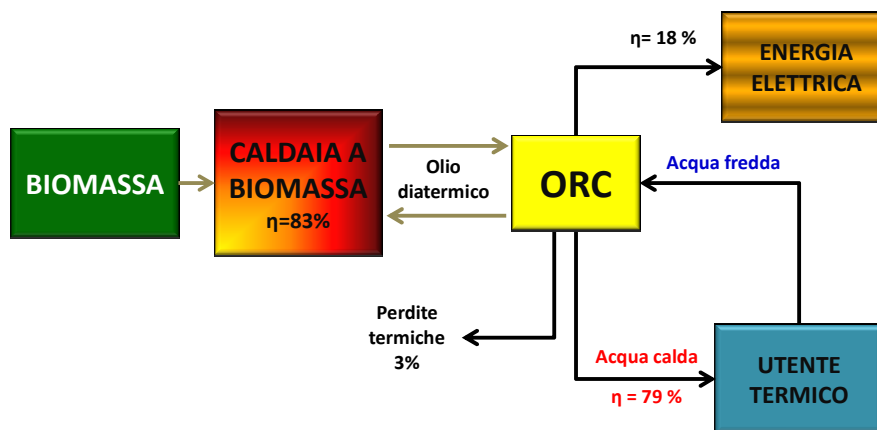 BIOMASSA
CALDAIA A
BIOMASSA
η=83%
Olio
diatermico
ORC
η= 18 %
ENERGIA
ELETTRICA
Acqua fredda
Perdite
termiche
3%
Acqua calda
η = 79 %
UTENTE
TERMICO